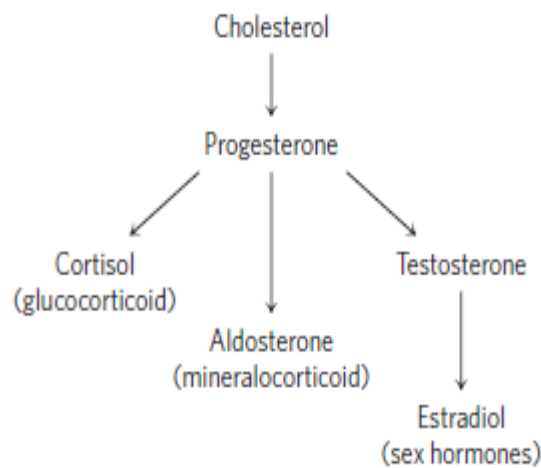 Cholesterol
Progesterone
Cortisol
(glucocorticoid)
Testosterone
Aldosterone
(mineralocorticoid)
Estradiol
(sex hormones)